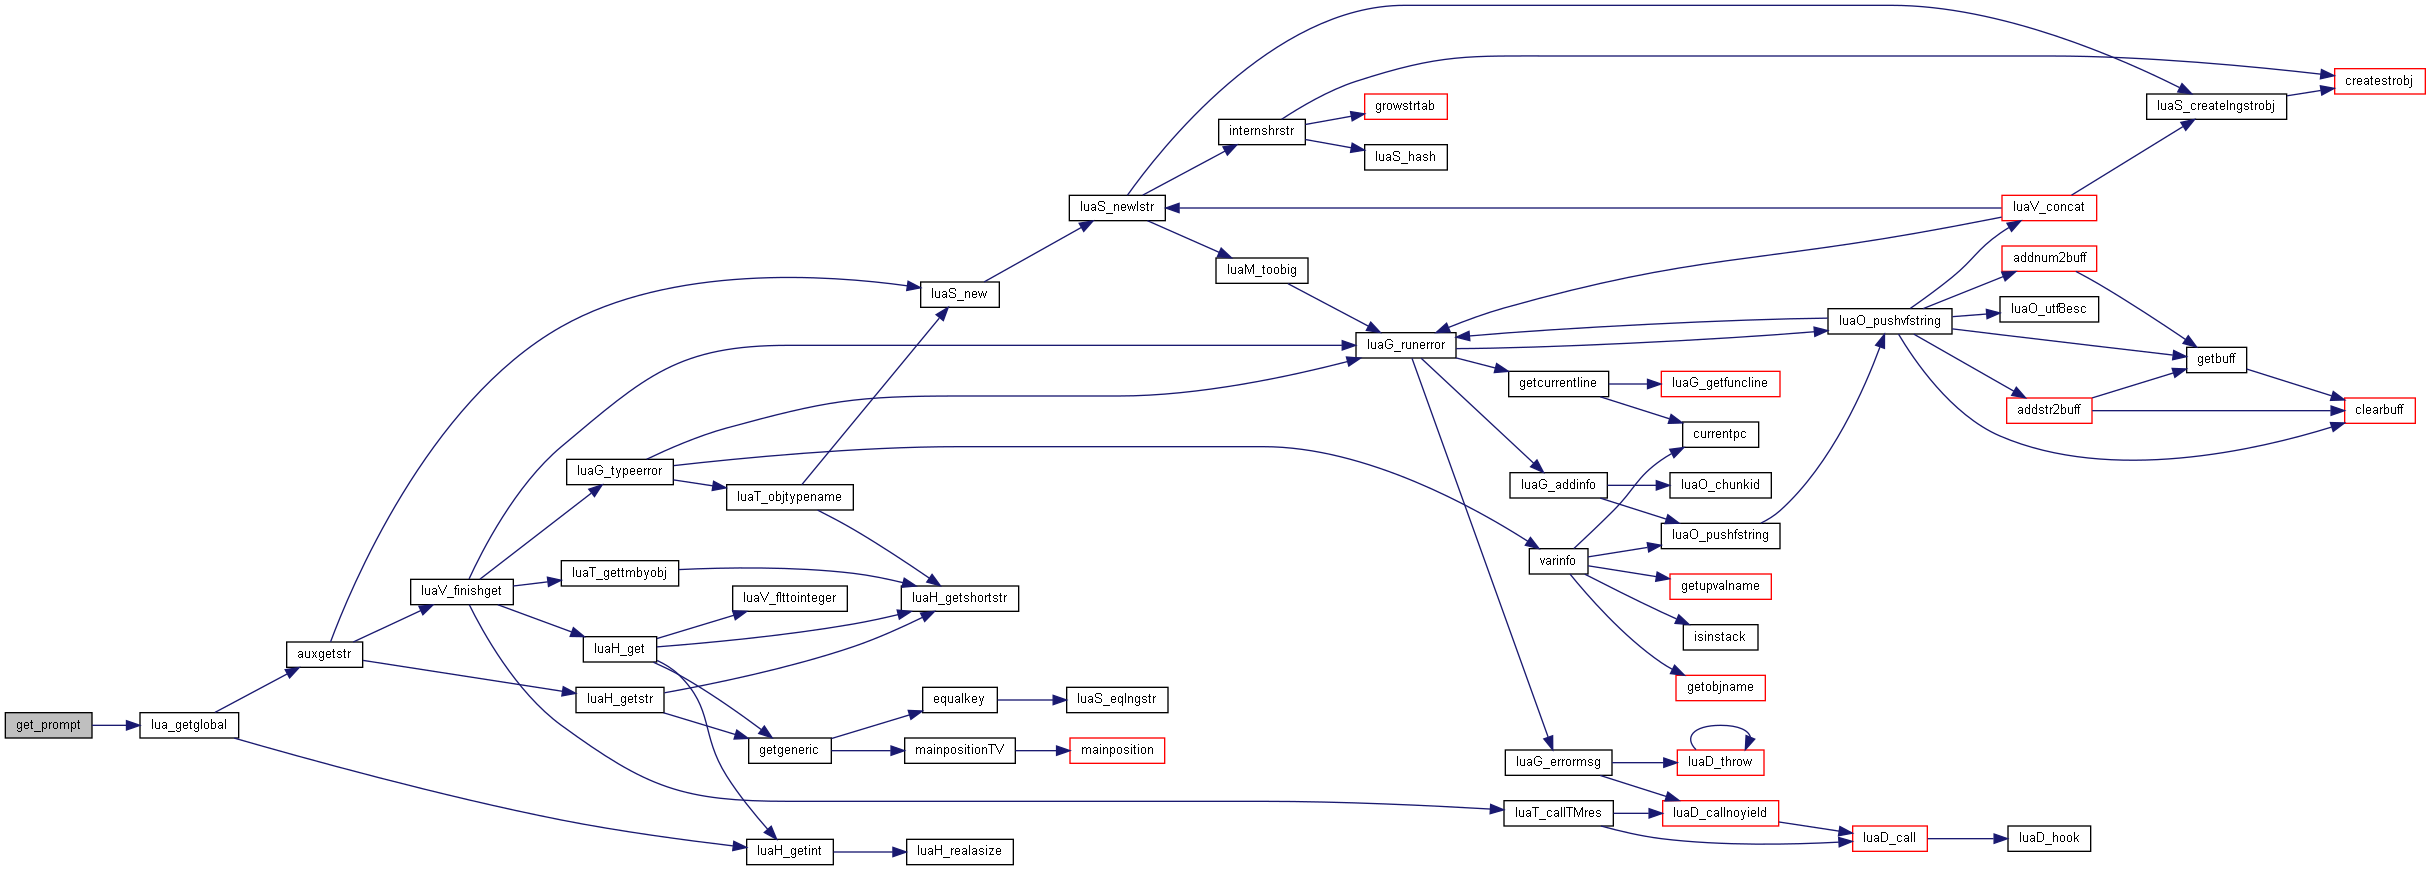 createstrobj
growstrtab
luaS_createlngstrobj
internshrstr
luaS_hash
luaS_newlstr
luaV_concat
luaM_toobig
addnum2buff
luaS_new
luaO_utf8esc
luaO_pushvfstring
luaG_runerror
getbuff
getcurrentline
luaG_getfuncline
addstr2buff
clearbuff
currentpc
luaG_typeerror
luaT_objtypename
luaG_addinfo
luaO_chunkid
luaO_pushfstring
varinfo
luaT_gettmbyobj
getupvalname
luaV_finishget
luaV_flttointeger
luaH_getshortstr
isinstack
auxgetstr
luaH_get
getobjname
luaH_getstr
equalkey
luaS_eqlngstr
get_prompt
lua_getglobal
getgeneric
mainpositionTV
mainposition
luaG_errormsg
luaD_throw
luaT_callTMres
luaD_callnoyield
luaD_call
luaD_hook
luaH_getint
luaH_realasize